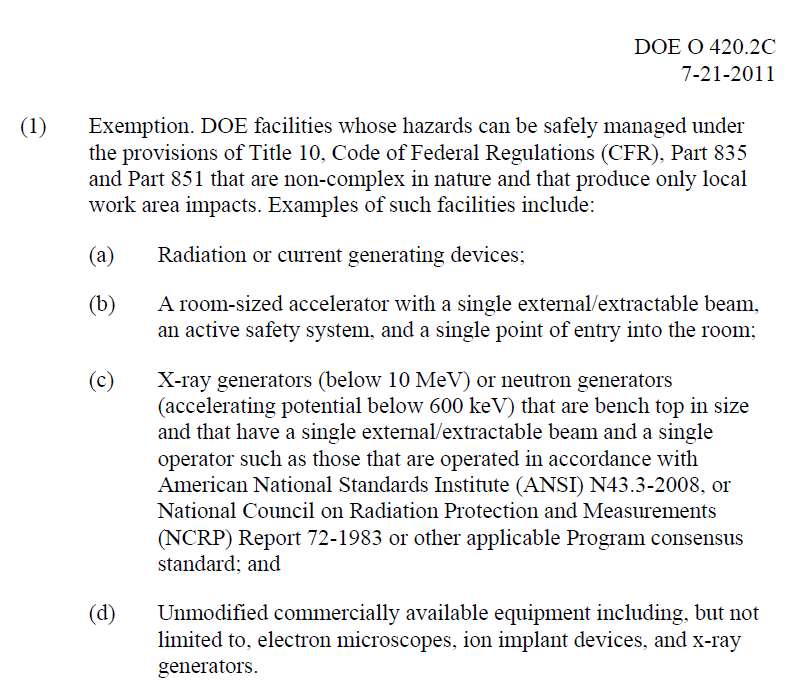 DOE O 420.2C
7-21-2011
(1) Exemption. DOE facilities whose hazards can be safely managed under
the provisions of Title 10, Code of Federal Regulations (CFR), Part 835
and Part 851 that are non-complex in nature and that produce only local
work area impacts. Examples of such facilities include:
(a) Radiation or current generating devices;
(b) A room-sized accelerator with a single external/extractable beam,
an active safety system, and a single point of entry into the room;
(c) X-ray generators (below 10 MeV) or neutron generators
(accelerating potential below 600 keV) that are bench top in size
and that have a single external/extractable beam and a single
operator such as those that are operated in accordance with
American National Standards Institute (ANSI) N43.3-2008, or
National Council on Radiation Protection and Measurements
(NCRP) Report 72-1983 or other applicable Program consensus
standard; and
(d) Unmodified commercially available equipment including, but not
limited to, electron microscopes, ion implant devices, and x-ray
generators.